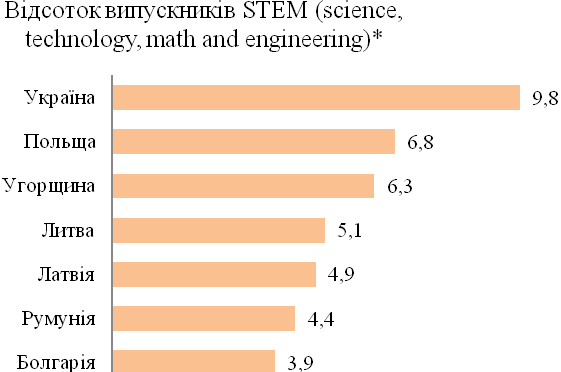 Відсоток випускників STEM (science,
technology, math and engineering)*
Україна 9,8
Польща 6,8
Угорщина 6,3
Литва 5,1
Латвія 4,9
Румунія 4,4
Болгарія 3,9